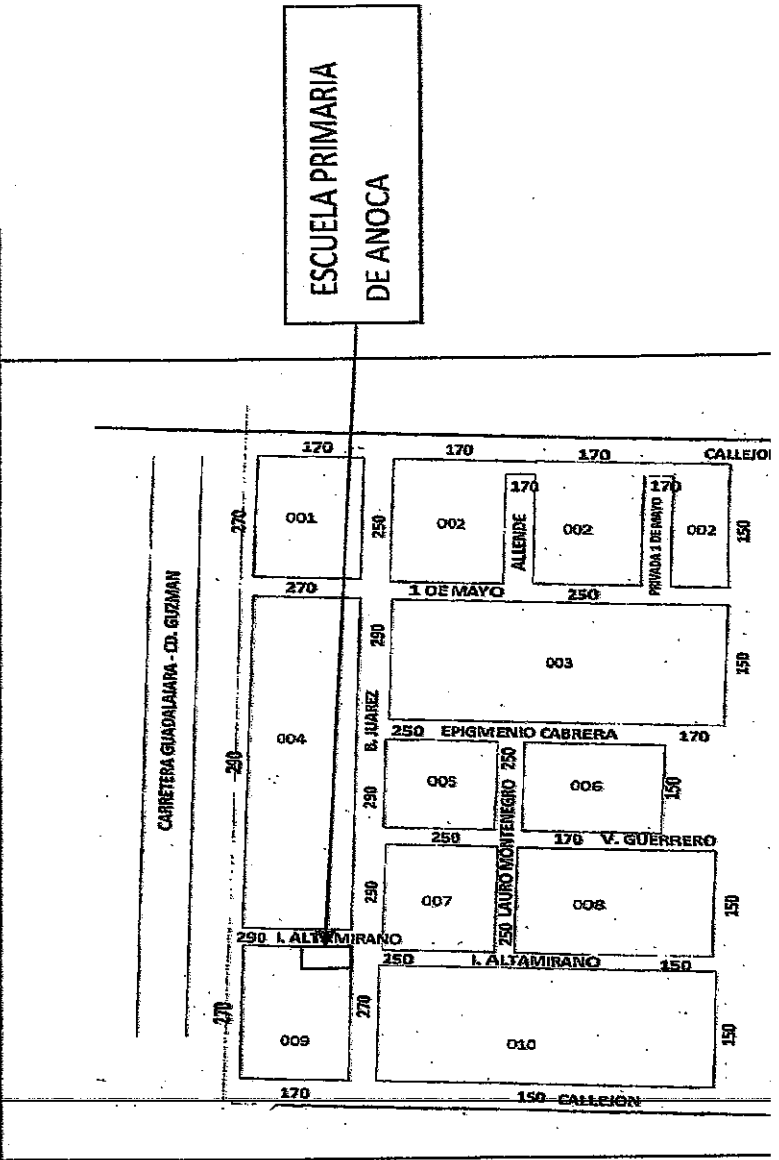 ESCUELA PRIMARIA
DE ANOCA
170
170
170
CALLEJON
270
001
250
002
170
ALLENDE
002
170
PRIVADA 1 DE MAYO
002
150
270
1 DE MAYO
250
CARRETERA GUADALAJARA - CD. GUZMAN
290
003
150
290
004
B. JUAREZ
250 EPIGMENIO CABRERA
170
290
005
250
006
150
250
LAURO MONTENEGRO
170 V. GUERRERO
290
007
250
008
150
290 I. ALTAMIRANO
250
I. ALTAMIRANO
150
270
009
270
010
150
170
150 CALLEJON